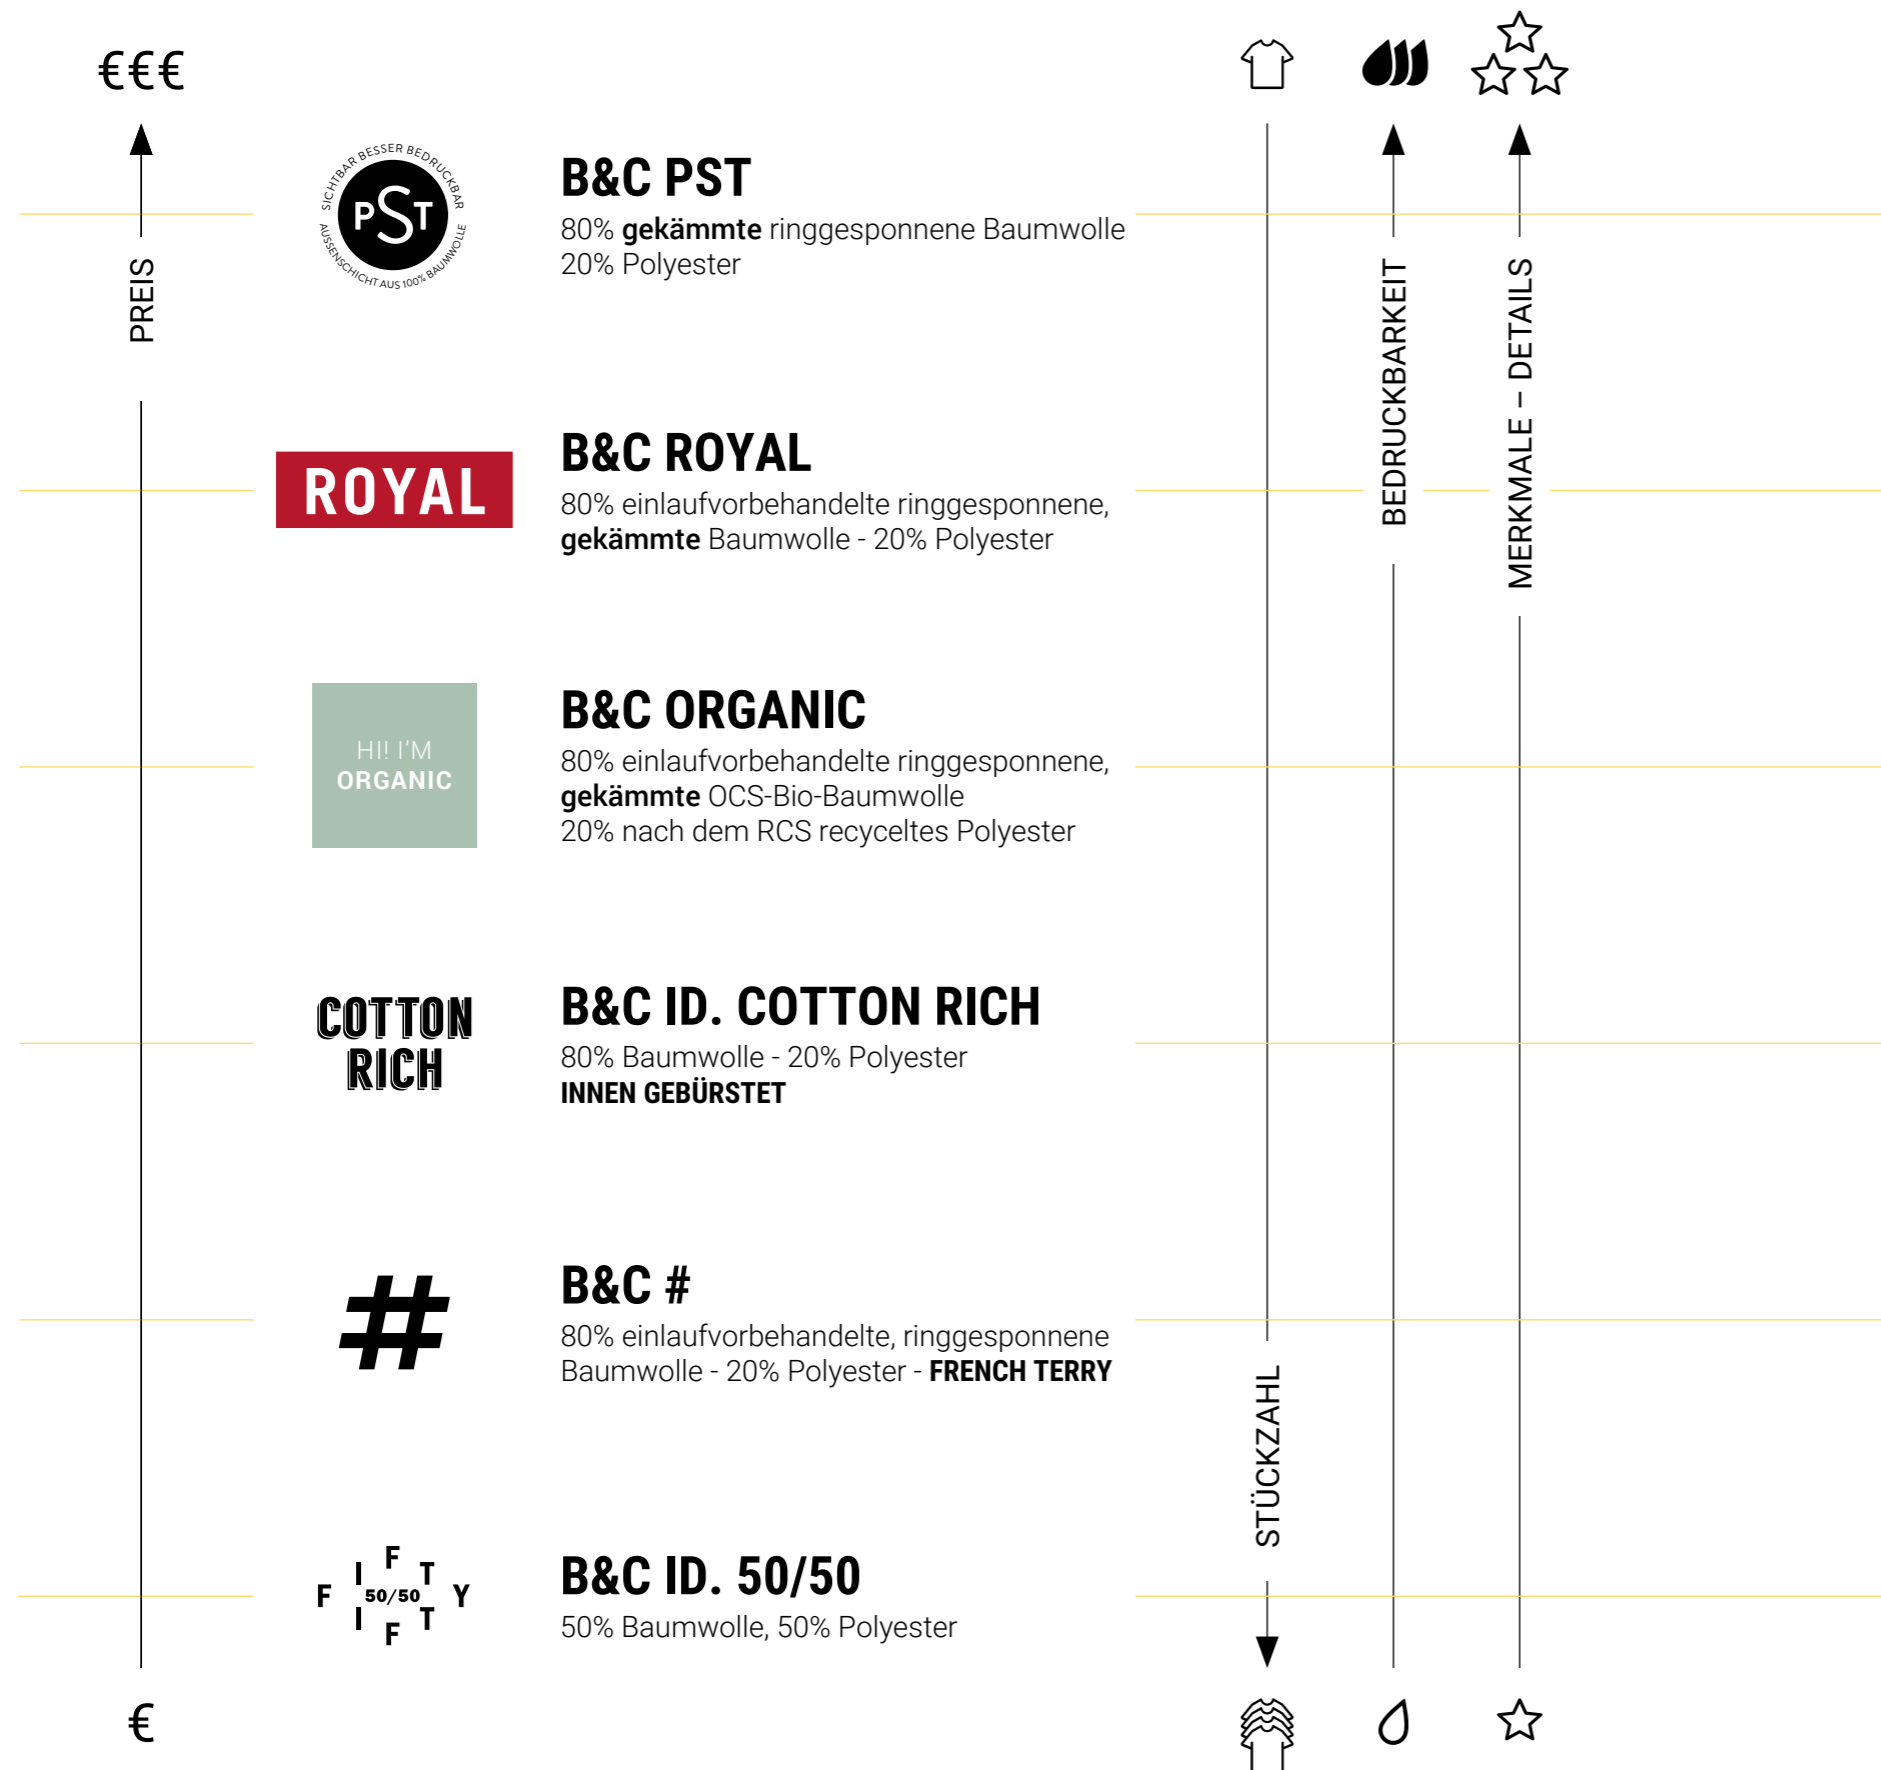 €€€
PREIS
€
SICHTBAR BESSER BEDRUCKBAR
PST
AUSSENSCHICHT AUS 100% BAUMWOLLE
B&C PST
80% gekämmte ringgesponnene Baumwolle
20% Polyester
ROYAL
B&C ROYAL
80% einlaufvorbehandelte ringgesponnene,
gekämmte Baumwolle - 20% Polyester
HI! I'M
ORGANIC
B&C ORGANIC
80% einlaufvorbehandelte ringgesponnene,
gekämmte OCS-Bio-Baumwolle
20% nach dem RCS recyceltes Polyester
COTTON
RICH
B&C ID. COTTON RICH
80% Baumwolle - 20% Polyester
INNEN GEBÜRSTET
#
B&C #
80% einlaufvorbehandelte, ringgesponnene
Baumwolle - 20% Polyester - FRENCH TERRY
FIFTY
50/50
FIFTY
B&C ID. 50/50
50% Baumwolle, 50% Polyester
STÜCKZAHL
BEDRUCKBARKEIT
MERKMALE – DETAILS